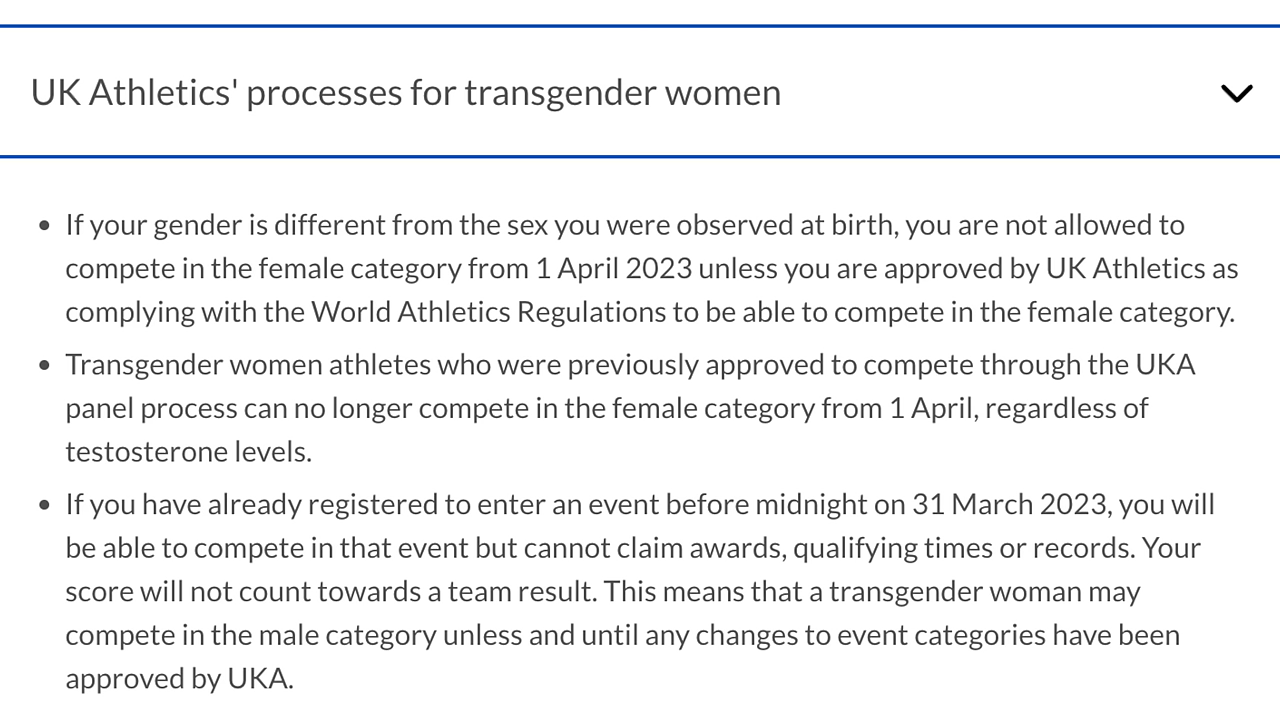 UK Athletics' processes for transgender women
• If your gender is different from the sex you were observed at birth, you are not allowed to
compete in the female category from 1 April 2023 unless you are approved by UK Athletics as
complying with the World Athletics Regulations to be able to compete in the female category.
• Transgender women athletes who were previously approved to compete through the UKA
panel process can no longer compete in the female category from 1 April, regardless of
testosterone levels.
• If you have already registered to enter an event before midnight on 31 March 2023, you will
be able to compete in that event but cannot claim awards, qualifying times or records. Your
score will not count towards a team result. This means that a transgender woman may
compete in the male category unless and until any changes to event categories have been
approved by UKA.